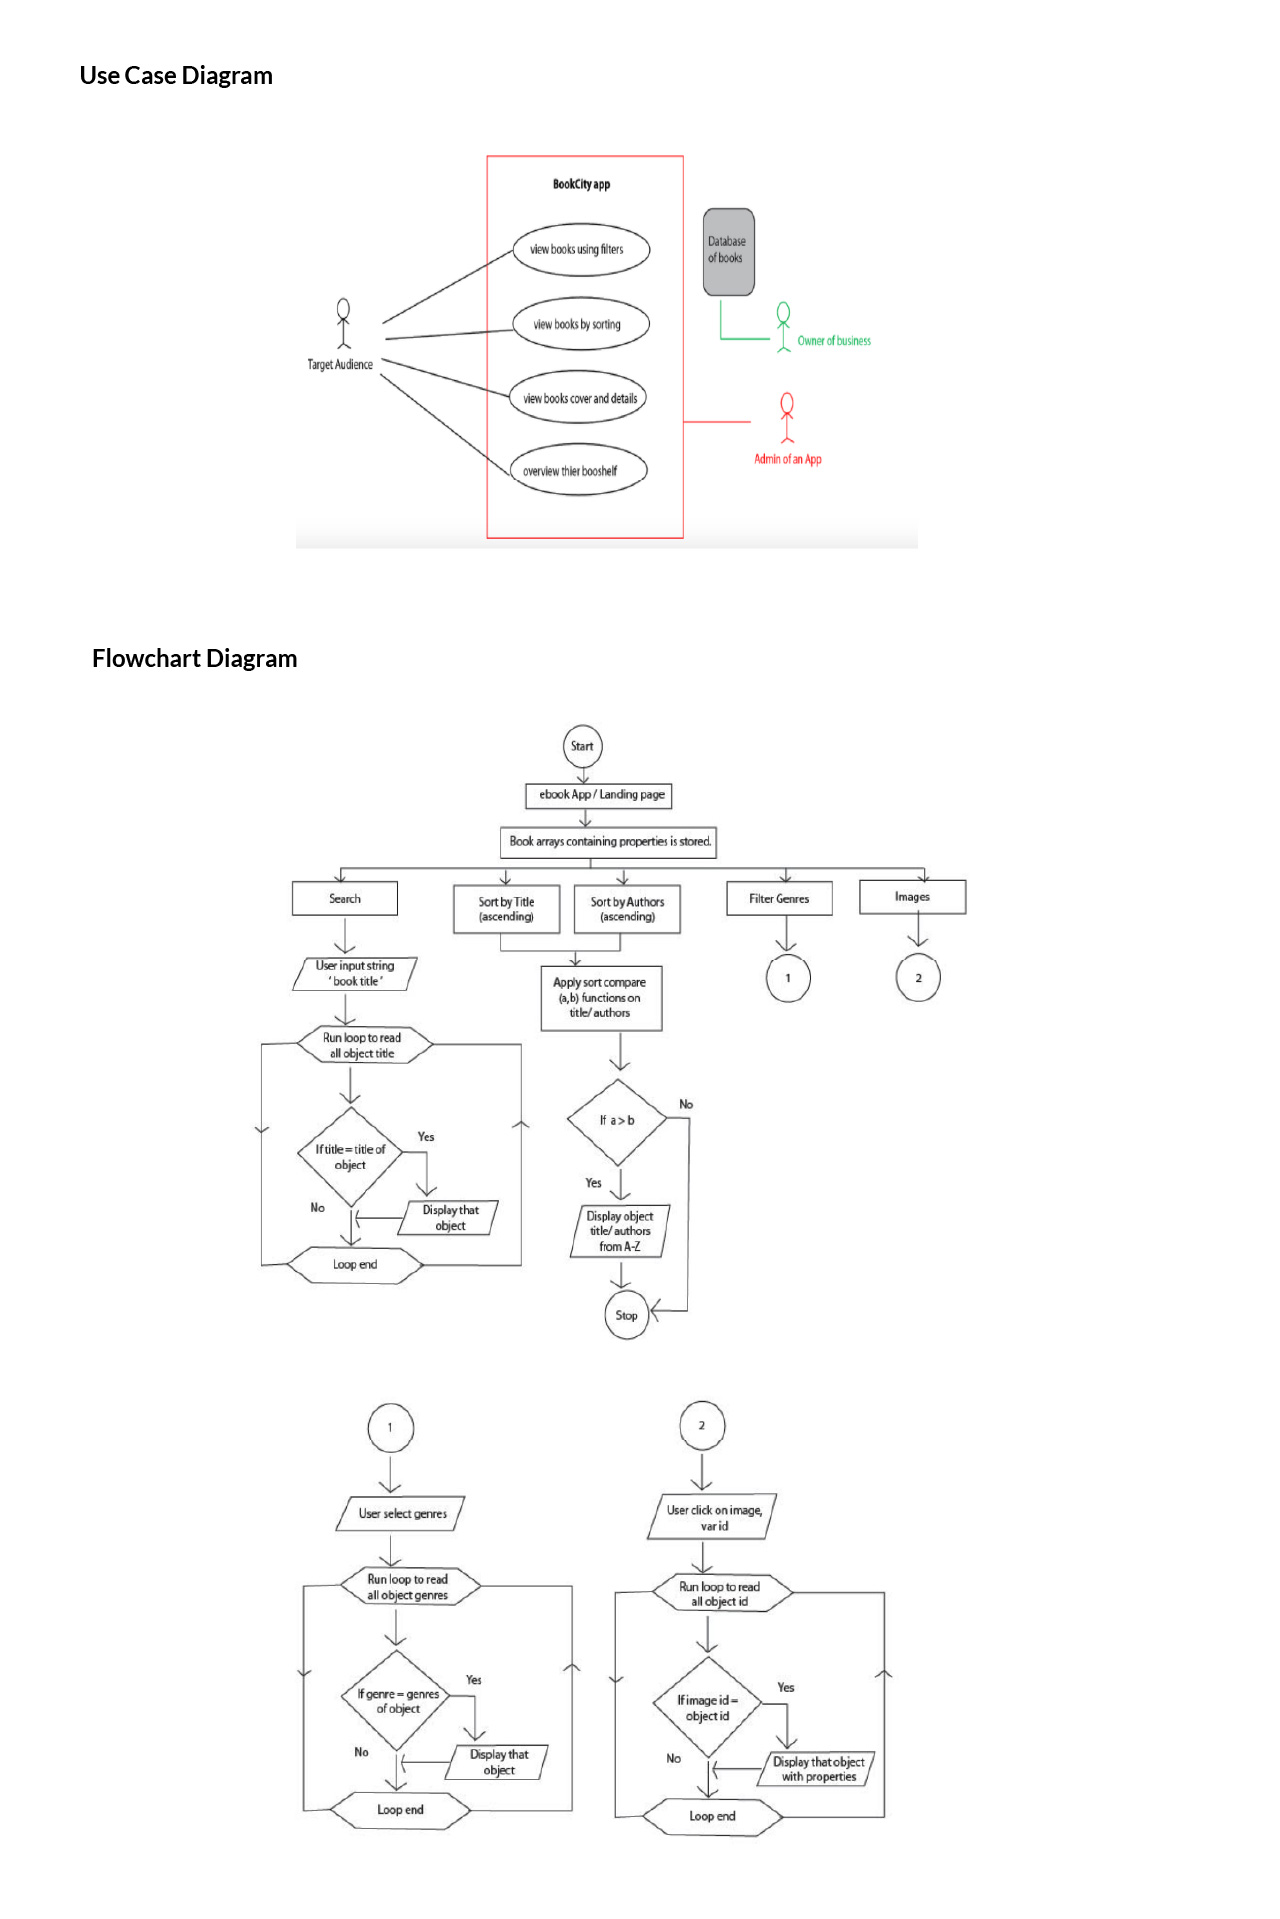 Use Case Diagram
BookCity app
view books using filters
view books by sorting
view books cover and details
overview thier booshelf
Target Audience
Database
of books
Owner of business
Admin of an App
Flowchart Diagram
Start
ebook App / Landing page
Book arrays containing properties is stored.
Search
Sort by Title
(ascending)
Sort by Authors
(ascending)
Filter Genres
Images
User input string
' book title '
Apply sort compare
(a,b) functions on
title/ authors
1
2
Run loop to read
all object title
If title = title of
object
Yes
No
Display that
object
Loop end
If a > b
No
Yes
Display object
title/ authors
from A-Z
Stop
1
User select genres
Run loop to read
all object genres
If genre = genres
of object
Yes
No
Display that
object
Loop end
2
User click on image,
var id
Run loop to read
all object id
If image id =
object id
Yes
No
Display that object
with properties
Loop end